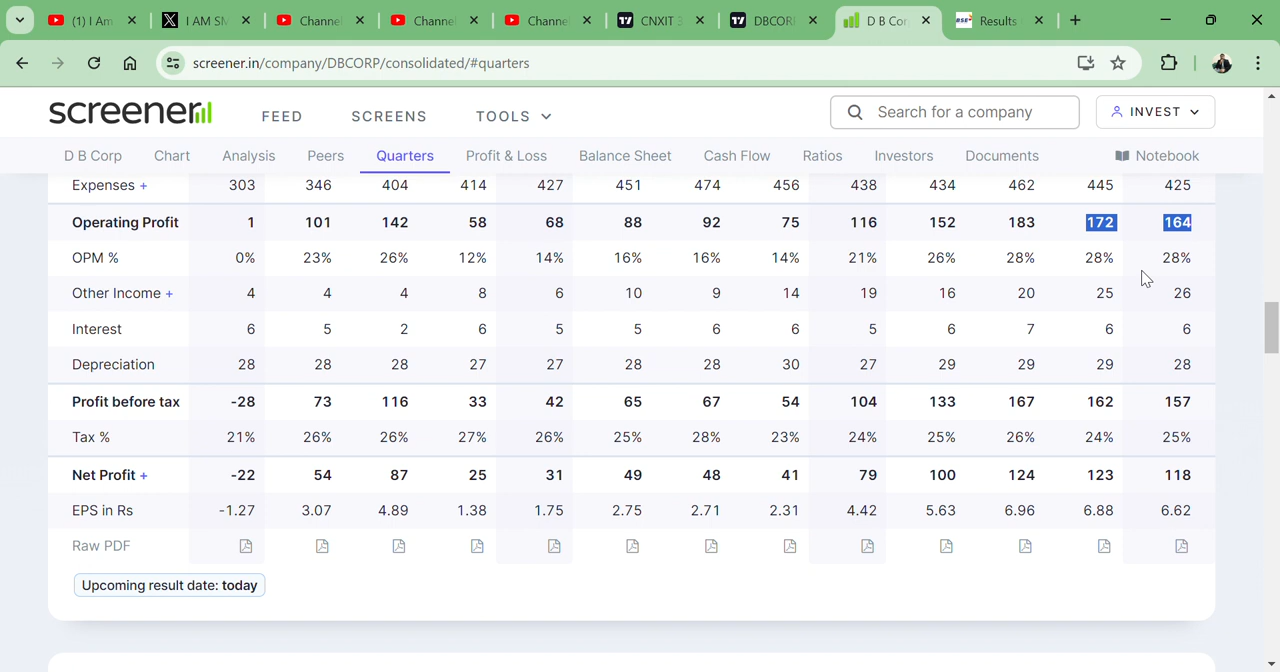 (1) I Am
I AM SM
Channel
Channel
Channel
CNXIT 3
DBCOR
D B Cor
BSE
Results
screener.in/company/DBCORP/consolidated/#quarters
screener
FEED
SCREENS
TOOLS
Search for a company
INVEST
D B Corp Chart Analysis Peers Quarters Profit & Loss Balance Sheet Cash Flow Ratios Investors Documents Notebook
Expenses + 303 346 404 414 427 451 474 456 438 434 462 445 425
Operating Profit 1 101 142 58 68 88 92 75 116 152 183 172 164
OPM % 0% 23% 26% 12% 14% 16% 16% 14% 21% 26% 28% 28% 28%
Other Income + 4 4 4 8 6 10 9 14 19 16 20 25 26
Interest 6 5 2 6 5 5 6 6 5 6 7 6 6
Depreciation 28 28 28 27 27 28 28 30 27 29 29 29 28
Profit before tax -28 73 116 33 42 65 67 54 104 133 167 162 157
Tax % 21% 26% 26% 27% 26% 25% 28% 23% 24% 25% 26% 24% 25%
Net Profit + -22 54 87 25 31 49 48 41 79 100 124 123 118
EPS in Rs -1.27 3.07 4.89 1.38 1.75 2.75 2.71 2.31 4.42 5.63 6.96 6.88 6.62
Raw PDF
Upcoming result date: today